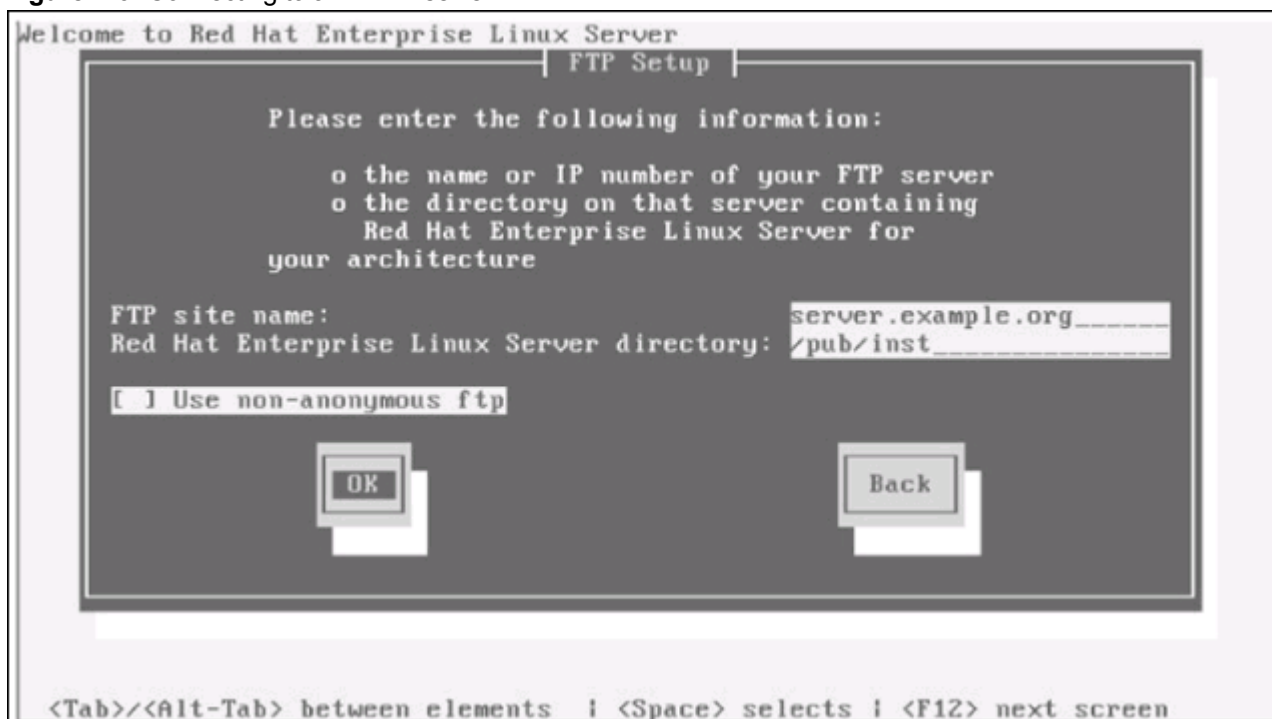 Welcome to Red Hat Enterprise Linux Server
FTP Setup
Please enter the following information:
o the name or IP number of your FTP server
o the directory on that server containing
Red Hat Enterprise Linux Server for
your architecture
FTP site name: server.example.org______
Red Hat Enterprise Linux Server directory: /pub/inst_______________
[ ] Use non-anonymous ftp
OK Back
<Tab>/<Alt-Tab> between elements | <Space> selects | <F12> next screen